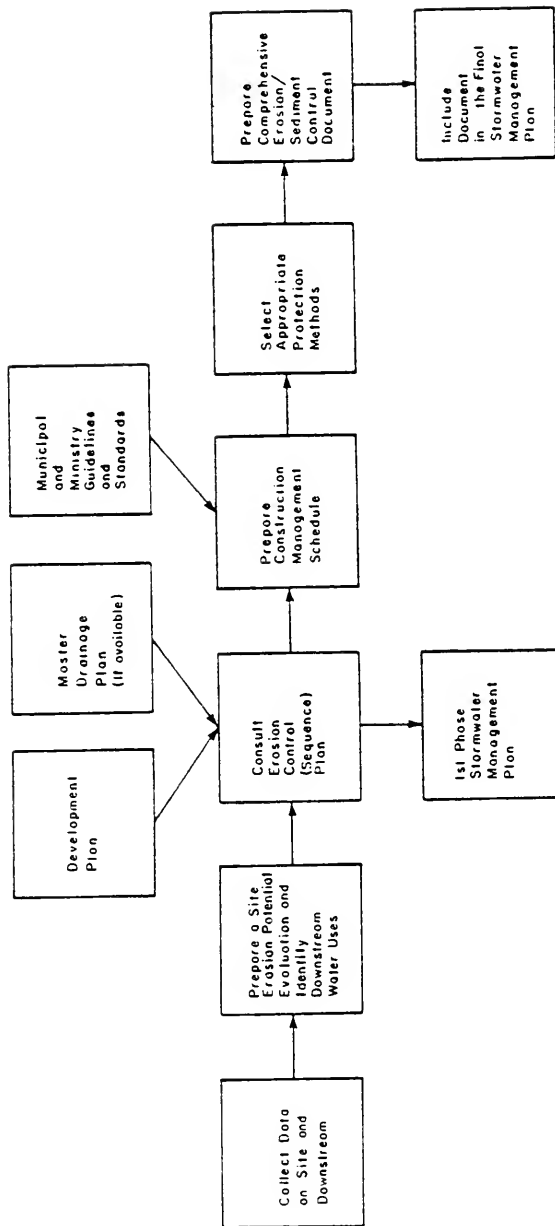 Development
Plan
Master
Drainage
Plan
(If available)
Municipal
and
Ministry
Guidelines
and
Standards
Collect Data
on Site and
Downstream
Prepare a Site
Erosion Potential
Evaluation and
Identify
Downstream
Water Uses
Consult
Erosion
Control
(Sequence)
Plan
Prepare
Construction
Management
Schedule
Select
Appropriate
Protection
Methods
Prepare
Comprehensive
Erosion/
Sediment
Control
Document
1st Phase
Stormwater
Management
Plan
Include
Document
in the Final
Stormwater
Management
Plan